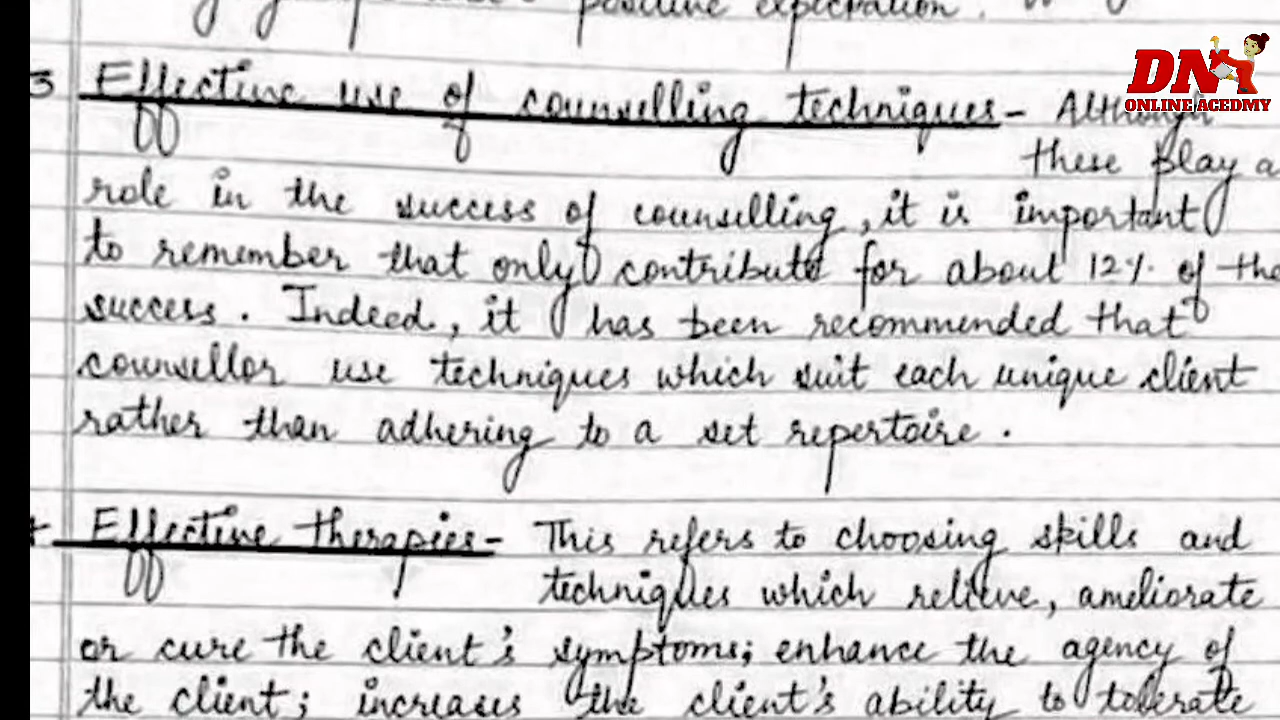 positive expectation.
3 Effective use of counselling techniques - Although
these play a
role in the success of counselling, it is important
to remember that only contribute for about 12% of the
success. Indeed, it has been recommended that
counsellor use techniques which suit each unique client
rather than adhering to a set repertoire.
Effective therapies - This refers to choosing skills and
techniques which relieve, ameliorate
or cure the client's symptoms; enhance the agency of
the client; increases the client's ability to tolerate
DN
ONLINE ACEDMY